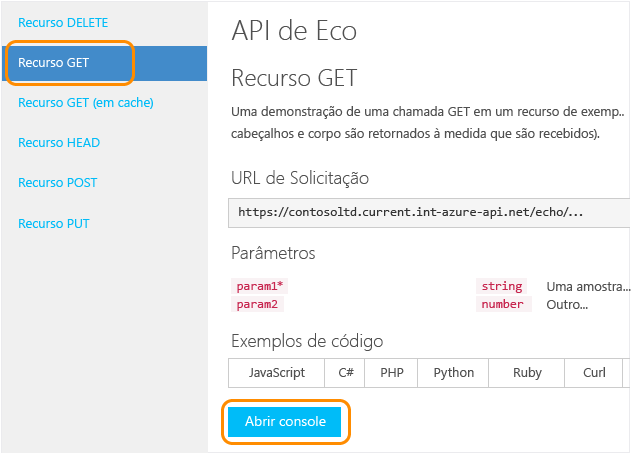 Recurso DELETE
Recurso GET
Recurso GET (em cache)
Recurso HEAD
Recurso POST
Recurso PUT
API de Eco
Recurso GET
Uma demonstração de uma chamada GET em um recurso de exemp..
cabeçalhos e corpo são retornados à medida que são recebidos).
URL de Solicitação
https://contosoltd.current.int-azure-api.net/echo/...
Parâmetros
param1* string Uma amostra...
param2 number Outro...
Exemplos de código
JavaScript C# PHP Python Ruby Curl
Abrir console